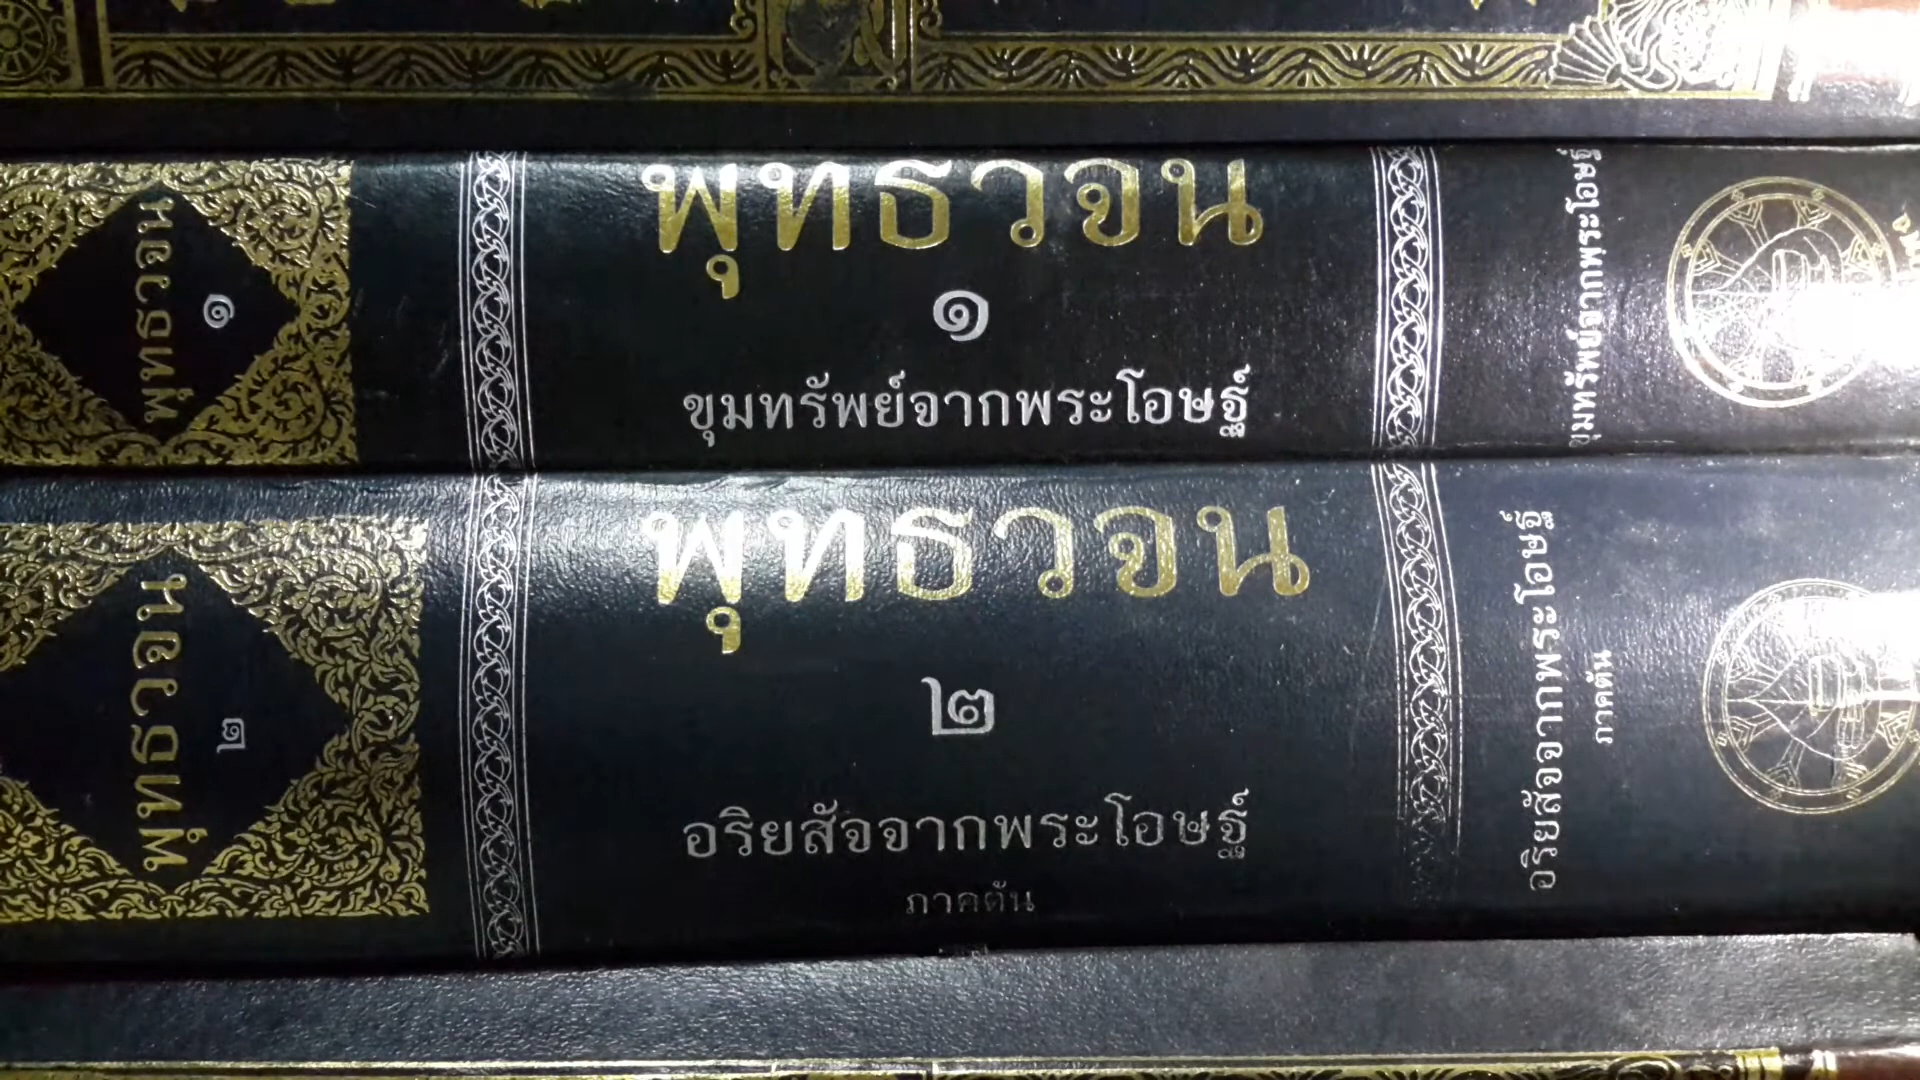 พุทธวจน
๑
พุทธวจน
๑
ขุมทรัพย์จากพระโอษฐ์
ขุมทรัพย์จากพระโอษฐ์
พุทธวจน
๒
พุทธวจน
๒
อริยสัจจากพระโอษฐ์
ภาคต้น
อริยสัจจากพระโอษฐ์
ภาคต้น